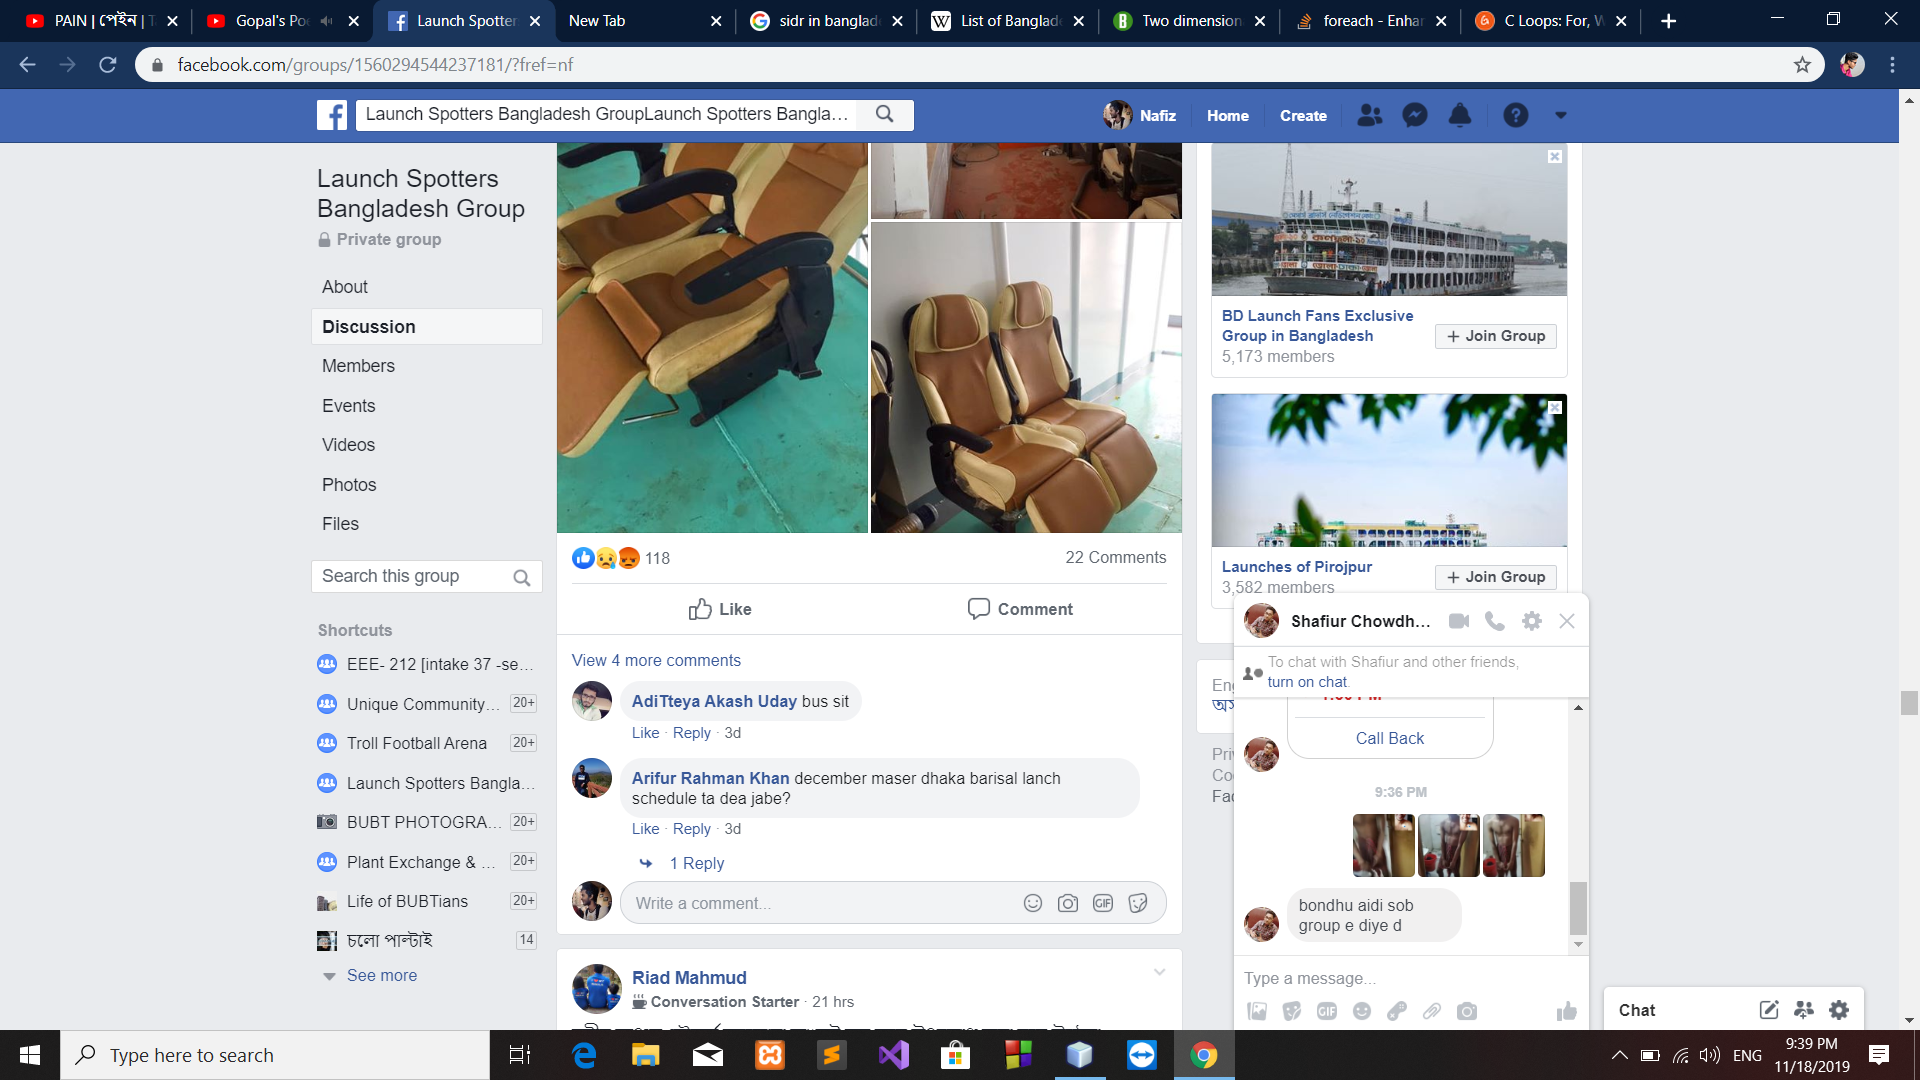 PAIN | পেইন | T
Gopal's Po
Launch Spotter
New Tab
sidr in banglad
List of Banglad
Two dimension
foreach - Enhan
C Loops: For, W
facebook.com/groups/1560294544237181/?fref=nf
Launch Spotters Bangladesh GroupLaunch Spotters Bangla...
Nafiz
Home
Create
Launch Spotters
Bangladesh Group
Private group
About
Discussion
Members
Events
Videos
Photos
Files
Search this group
Shortcuts
EEE- 212 [intake 37 -se...
Unique Community... 20+
Troll Football Arena 20+
Launch Spotters Bangla...
BUBT PHOTOGRA... 20+
Plant Exchange & ... 20+
Life of BUBTians 20+
চলো পাল্টাই 14
See more
118
22 Comments
Like
Comment
View 4 more comments
AdiTteya Akash Uday bus sit
Like · Reply · 3d
Arifur Rahman Khan december maser dhaka barisal lanch
schedule ta dea jabe?
Like · Reply · 3d
1 Reply
Write a comment...
GIF
Riad Mahmud
Conversation Starter · 21 hrs
BD Launch Fans Exclusive
Group in Bangladesh
5,173 members
+ Join Group
Launches of Pirojpur
3,582 members
+ Join Group
Shafiur Chowdh...
To chat with Shafiur and other friends,
turn on chat.
Call Back
9:36 PM
bondhu aidi sob
group e diye d
Type a message...
GIF
Chat
Type here to search
ENG
9:39 PM
11/18/2019